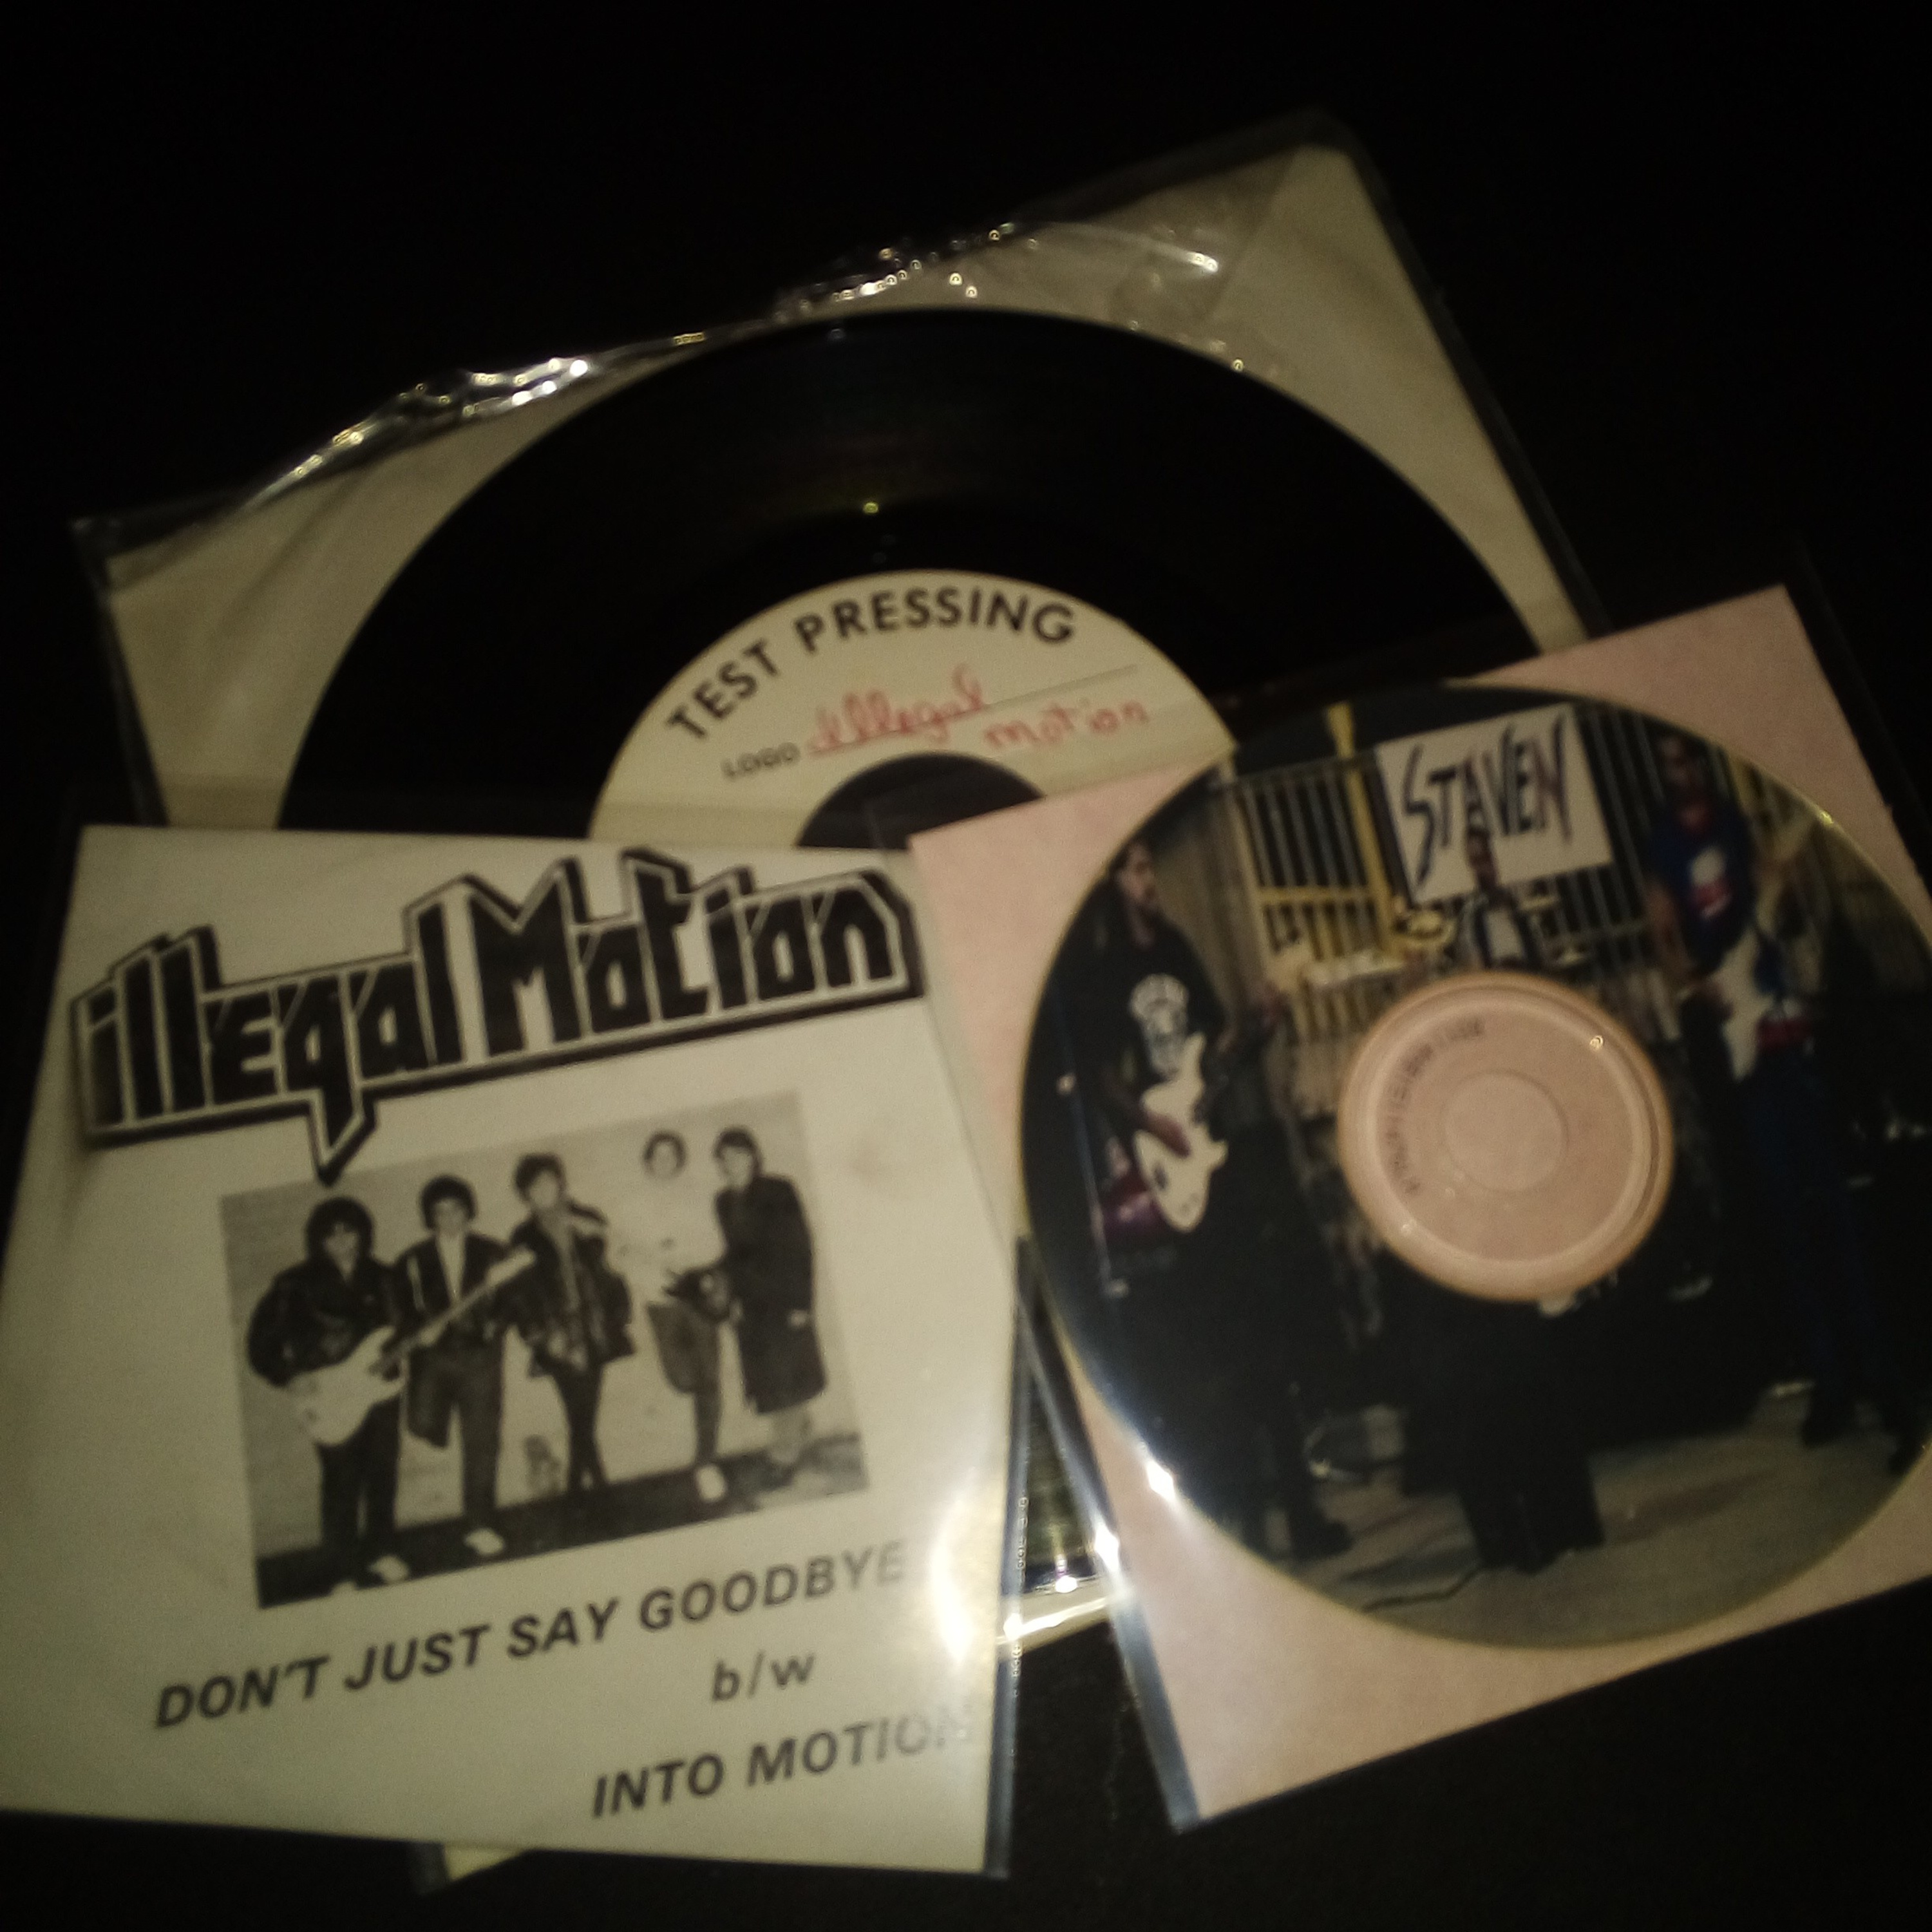 TEST PRESSING
LOGO illegal
motion
STAVEN
illegal Motion
DON'T JUST SAY GOODBYE
b/w
INTO MOTION